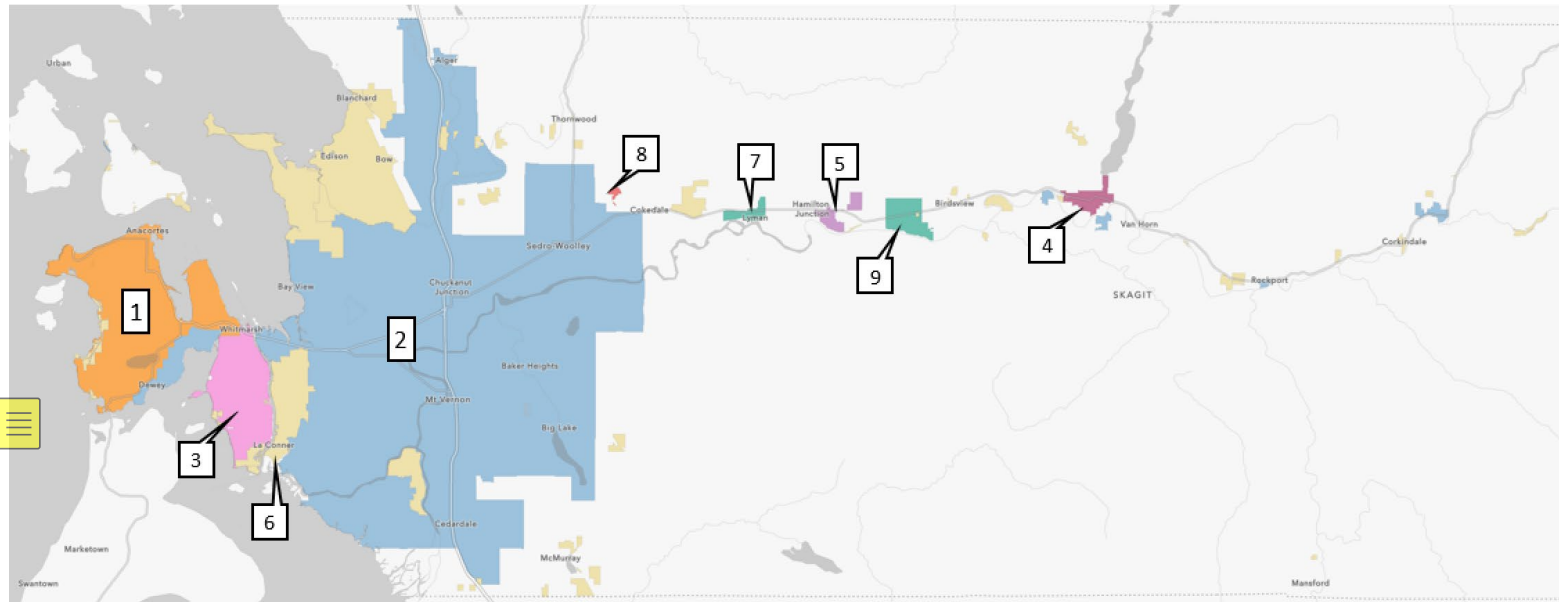 Urban
Alger
Blanchard
Thornwood
Edison
Bow
8
7
5
Cokedale
Lyman
Hamilton
Junction
Birdsview
Van Horn
4
9
Anacortes
Sedro-Woolley
Corkindale
Chuckanut
Junction
Bay View
Rockport
SKAGIT
1
Whitmarsh
2
Baker Heights
Dewey
Mt Vernon
Big Lake
La Conner
3
6
Cedardale
Marketown
McMurray
Swantown
Mansford